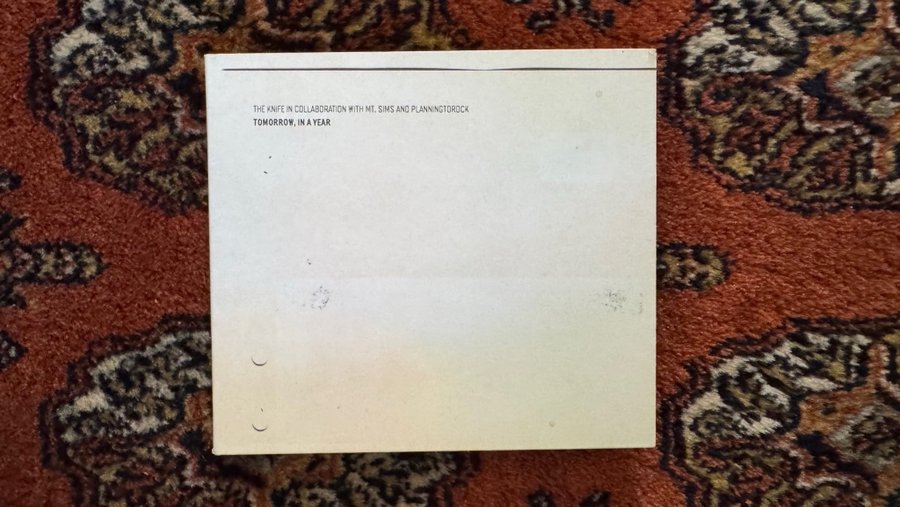 THE KNIFE IN COLLABORATION WITH MT. SIMS AND PLANNINGTOROCK
TOMORROW, IN A YEAR